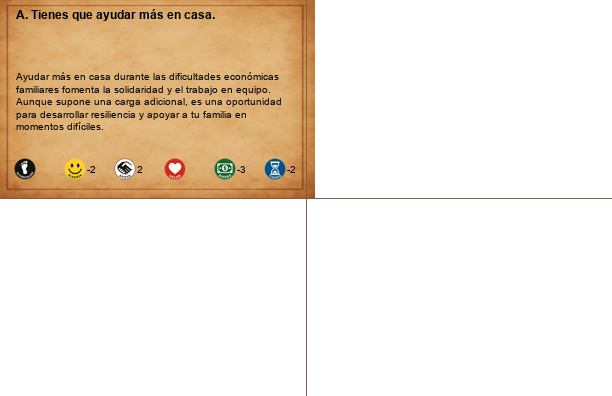 A. Tienes que ayudar más en casa.
Ayudar más en casa durante las dificultades económicas
familiares fomenta la solidaridad y el trabajo en equipo.
Aunque supone una carga adicional, es una oportunidad
para desarrollar resiliencia y apoyar a tu familia en
momentos difíciles.
-2 2 -3 -2